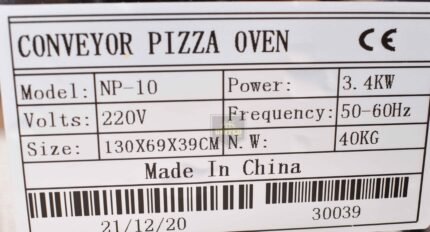 CONVEYOR PIZZA OVEN CE
Model: NP-10 Power: 3.4KW
Volts: 220V Frequency: 50-60Hz
Size: 130X69X39CM N.W: 40KG
Made In China
21/12/20 30039